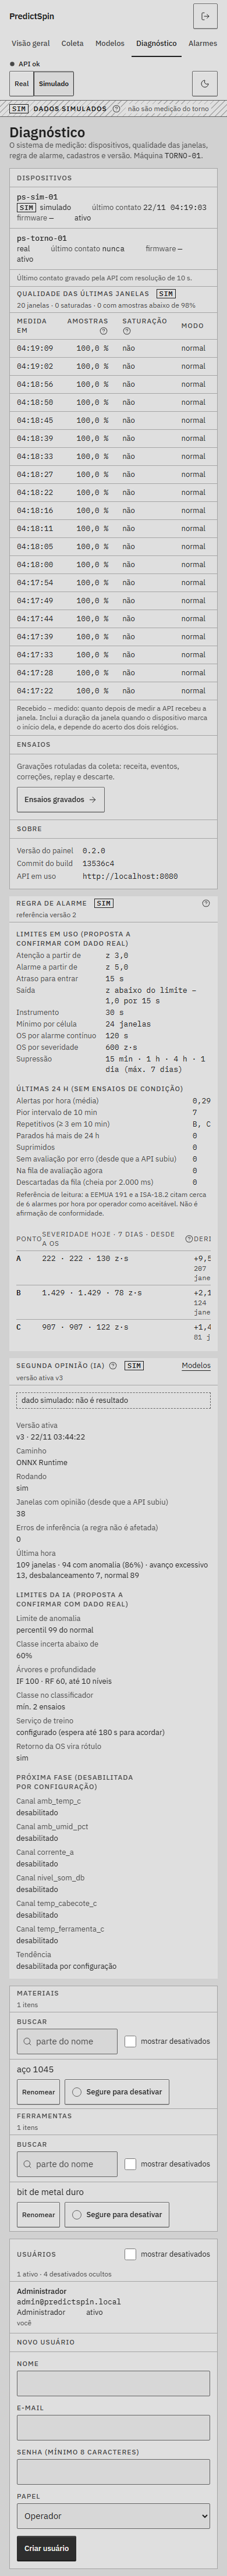 PredictSpin
Visão geral Coleta Modelos Diagnóstico Alarmes
API ok
Real Simulado
SIM DADOS SIMULADOS não são medição do torno
Diagnóstico
O sistema de medição: dispositivos, qualidade das janelas,
regra de alarme, cadastros e versão. Máquina TORNO-01.
DISPOSITIVOS
ps-sim-01
SIM simulado último contato 22/11 04:19:03
firmware — ativo
ps-torno-01
real último contato nunca firmware —
ativo
Último contato gravado pela API com resolução de 10 s.
QUALIDADE DAS ÚLTIMAS JANELAS SIM
20 janelas · 0 saturadas · 0 com amostras abaixo de 98%
MEDIDA EM AMOSTRAS SATURAÇÃO MODO
04:19:09 100,0 % não normal
04:19:02 100,0 % não normal
04:18:56 100,0 % não normal
04:18:50 100,0 % não normal
04:18:45 100,0 % não normal
04:18:39 100,0 % não normal
04:18:33 100,0 % não normal
04:18:27 100,0 % não normal
04:18:22 100,0 % não normal
04:18:16 100,0 % não normal
04:18:11 100,0 % não normal
04:18:05 100,0 % não normal
04:18:00 100,0 % não normal
04:17:54 100,0 % não normal
04:17:49 100,0 % não normal
04:17:44 100,0 % não normal
04:17:39 100,0 % não normal
04:17:33 100,0 % não normal
04:17:28 100,0 % não normal
04:17:22 100,0 % não normal
Recebido − medido: quanto depois de medir a API recebeu a
janela. Inclui a duração da janela quando o dispositivo marca
o início dela, e depende do acerto dos dois relógios.
ENSAIOS
Gravações rotuladas da coleta: receita, eventos,
correções, replay e descarte.
Ensaios gravados →
SOBRE
Versão do painel 0.2.0
Commit do build 13536c4
API em uso http://localhost:8080
REGRA DE ALARME SIM
referência versão 2
LIMITES EM USO (PROPOSTA A
CONFIRMAR COM DADO REAL)
Atenção a partir de z 3,0
Alarme a partir de z 5,0
Atraso para entrar 15 s
Saída z abaixo do limite −
1,0 por 15 s
Instrumento 30 s
Mínimo por célula 24 janelas
OS por alarme contínuo 120 s
OS por severidade 600 z·s
Supressão 15 min · 1 h · 4 h · 1
dia (máx. 7 dias)
ÚLTIMAS 24 H (SEM ENSAIOS DE CONDIÇÃO)
Alertas por hora (média) 0,29
Pior intervalo de 10 min 7
Repetitivos (≥ 3 em 10 min) B, C
Parados há mais de 24 h 0
Suprimidos 0
Sem avaliação por erro (desde que a API subiu) 0
Na fila de avaliação agora 0
Descartadas da fila (cheia por 2.000 ms) 0
Referência de leitura: a EEMUA 191 e a ISA-18.2 citam cerca
de 6 alarmes por hora por operador como aceitável. Não é
afirmação de conformidade.
PONTO SEVERIDADE HOJE · 7 DIAS · DESDE A OS DERI
A 222 · 222 · 130 z·s +9,5
207
jane
B 1.429 · 1.429 · 78 z·s +2,1
124
jane
C 907 · 907 · 122 z·s +1,4
81 j
SEGUNDA OPINIÃO (IA) SIM Modelos
versão ativa v3
dado simulado: não é resultado
Versão ativa
v3 · 22/11 03:44:22
Caminho
ONNX Runtime
Rodando
sim
Janelas com opinião (desde que a API subiu)
38
Erros de inferência (a regra não é afetada)
0
Última hora
109 janelas · 94 com anomalia (86%) · avanço excessivo
13, desbalanceamento 7, normal 89
LIMITES DA IA (PROPOSTA A
CONFIRMAR COM DADO REAL)
Limite de anomalia
percentil 99 do normal
Classe incerta abaixo de
60%
Árvores e profundidade
IF 100 · RF 60, até 10 níveis
Classe no classificador
mín. 2 ensaios
Serviço de treino
configurado (espera até 180 s para acordar)
Retorno da OS vira rótulo
sim
PRÓXIMA FASE (DESABILITADA
POR CONFIGURAÇÃO)
Canal amb_temp_c
desabilitado
Canal amb_umid_pct
desabilitado
Canal corrente_a
desabilitado
Canal nivel_som_db
desabilitado
Canal temp_cabecote_c
desabilitado
Canal temp_ferramenta_c
desabilitado
Tendência
desabilitada por configuração
MATERIAIS
1 itens
BUSCAR
parte do nome mostrar desativados
aço 1045
Renomear Segure para desativar
FERRAMENTAS
1 itens
BUSCAR
parte do nome mostrar desativados
bit de metal duro
Renomear Segure para desativar
USUÁRIOS mostrar desativados
1 ativo · 4 desativados ocultos
Administrador
admin@predictspin.local
Administrador ativo
você
NOVO USUÁRIO
NOME
E-MAIL
SENHA (MÍNIMO 8 CARACTERES)
PAPEL
Operador
Criar usuário